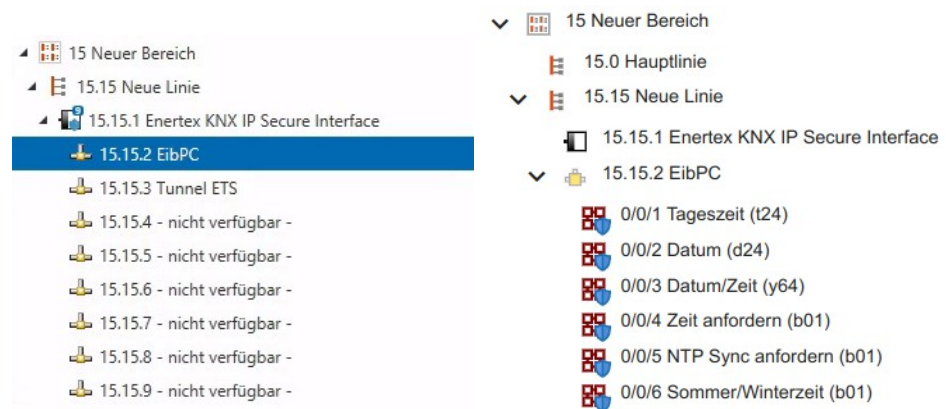 15 Neuer Bereich
15.15 Neue Linie
15.15.1 Enertex KNX IP Secure Interface
15.15.2 EibPC
15.15.3 Tunnel ETS
15.15.4 - nicht verfügbar -
15.15.5 - nicht verfügbar -
15.15.6 - nicht verfügbar -
15.15.7 - nicht verfügbar -
15.15.8 - nicht verfügbar -
15.15.9 - nicht verfügbar -
15 Neuer Bereich
15.0 Hauptlinie
15.15 Neue Linie
15.15.1 Enertex KNX IP Secure Interface
15.15.2 EibPC
0/0/1 Tageszeit (t24)
0/0/2 Datum (d24)
0/0/3 Datum/Zeit (y64)
0/0/4 Zeit anfordern (b01)
0/0/5 NTP Sync anfordern (b01)
0/0/6 Sommer/Winterzeit (b01)